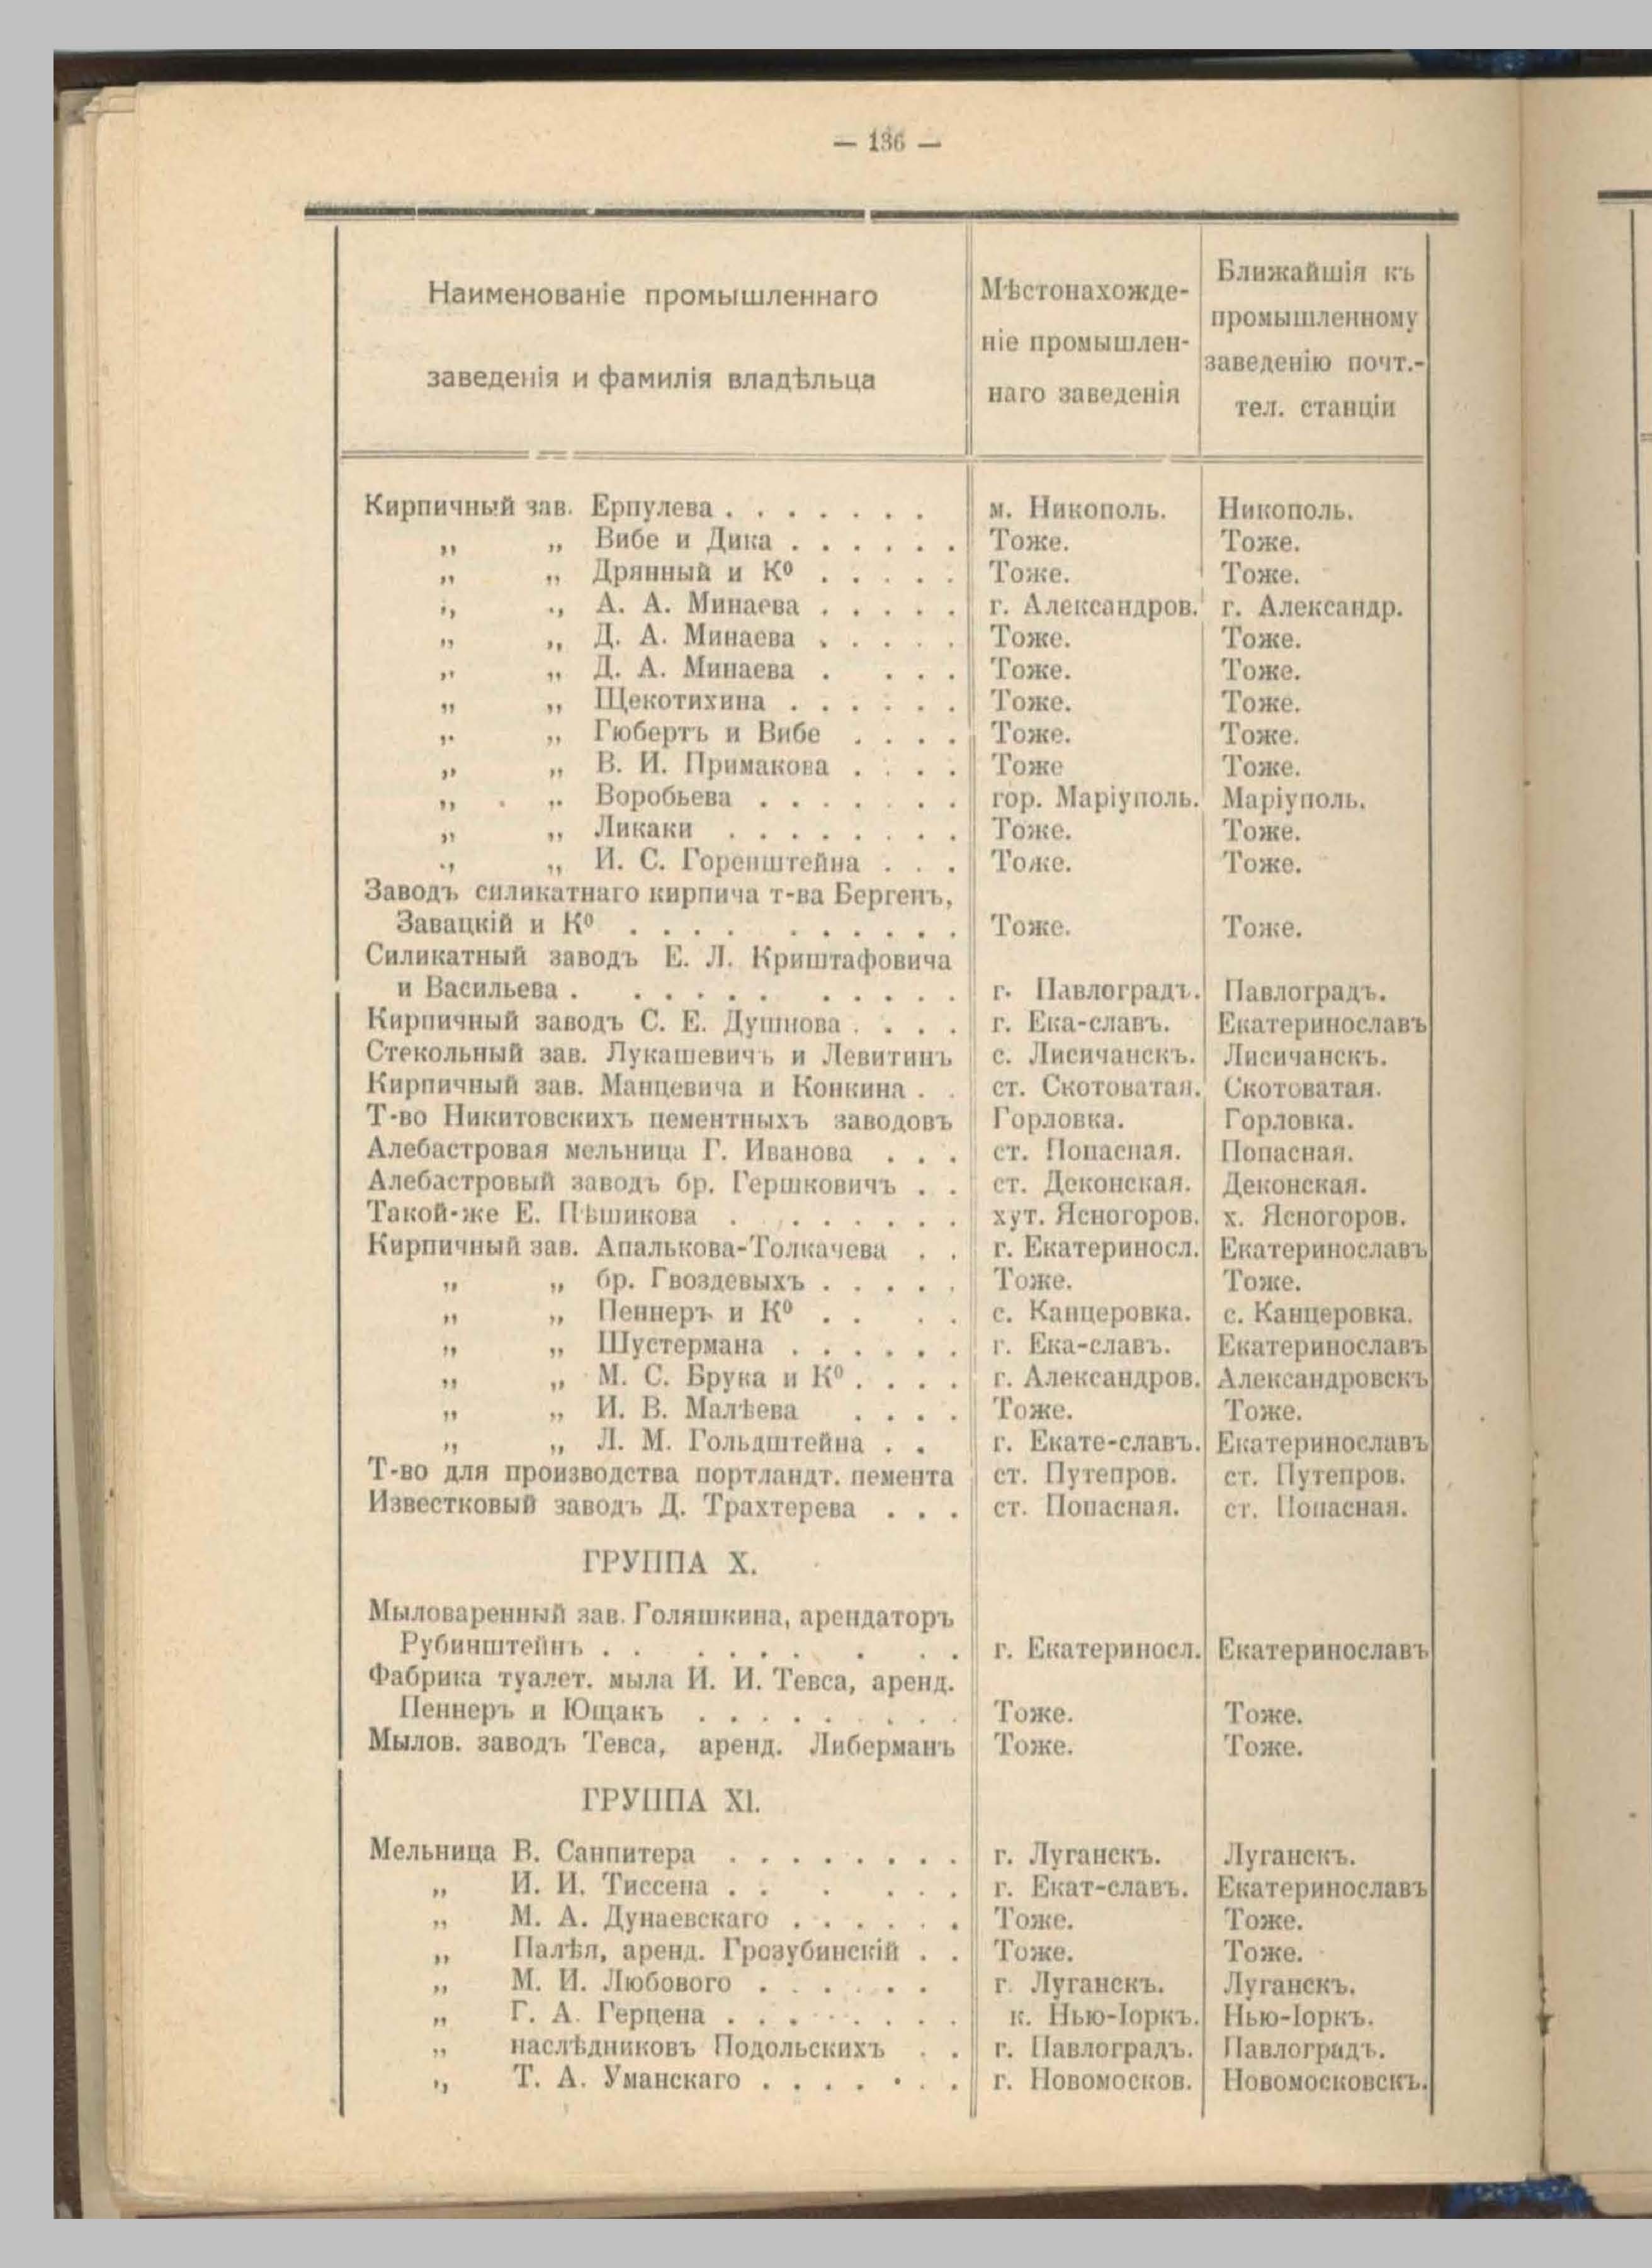 — 136 —
Наименованіе промышленнаго
заведенія и фамилія владѣльца
Мѣстонахожде-
ніе промышлен-
наго заведенія
Ближайшія къ
промышленному
заведенію почт.-
тел. станціи
Кирпичный зав. Ерпулева . . . . . . . м. Никополь. Никополь.
„ „ Вибе и Дика . . . . . . Тоже. Тоже.
„ „ Дрянный и К⁰ . . . . . Тоже. Тоже.
„ „ А. А. Минаева . . . . . г. Александров. г. Александр.
„ „ Д. А. Минаева . . . . . Тоже. Тоже.
„ „ Д. А. Минаева . . . . Тоже. Тоже.
„ „ Щекотихина . . . . . . Тоже. Тоже.
„ „ Гюбертъ и Вибе . . . . Тоже. Тоже.
„ „ В. И. Примакова . . . . Тоже Тоже.
„ „ Воробьева . . . . . . . гор. Маріуполь. Маріуполь.
„ „ Ликаки . . . . . . . . Тоже. Тоже.
„ „ И. С. Горенштейна . . . Тоже. Тоже.
Заводъ силикатнаго кирпича т-ва Бергенъ,
Завацкій и К⁰ . . . . . . . . . . Тоже. Тоже.
Силикатный заводъ Е. Л. Криштафовича
и Васильева . . . . . . . . . . . г. Павлоградъ. Павлоградъ.
Кирпичный заводъ С. Е. Душнова . . . . г. Ека-славъ. Екатеринославъ
Стекольный зав. Лукашевичъ и Левитинъ с. Лисичанскъ. Лисичанскъ.
Кирпичный зав. Манцевича и Конкина . . ст. Скотоватая. Скотоватая.
Т-во Никитовскихъ цементныхъ заводовъ Горловка. Горловка.
Алебастровая мельница Г. Иванова . . . ст. Попасная. Попасная.
Алебастровый заводъ бр. Гершковичъ . . ст. Деконская. Деконская.
Такой-же Е. Пѣшикова . . . . . . . . хут. Ясногоров. х. Ясногоров.
Кирпичный зав. Апалькова-Толкачева . . г. Екатериносл. Екатеринославъ
„ „ бр. Гвоздевыхъ . . . . . Тоже. Тоже.
„ „ Пеннеръ и К⁰ . . . . с. Канцеровка. с. Канцеровка.
„ „ Шустермана . . . . . . г. Ека-славъ. Екатеринославъ
„ „ М. С. Брука и К⁰ . . . . г. Александров. Александровскъ
„ „ И. В. Малѣева . . . . Тоже. Тоже.
„ „ Л. М. Гольдштейна . . г. Екате-славъ. Екатеринославъ
Т-во для производства портландт. цемента ст. Путепров. ст. Путепров.
Известковый заводъ Д. Трахтерева . . . ст. Попасная. ст. Попасная.
ГРУППА X.
Мыловаренный зав. Голяшкина, арендаторъ
Рубинштейнъ . . . . . . . . . г. Екатериносл. Екатеринославъ
Фабрика туалет. мыла И. И. Тевса, аренд.
Пеннеръ и Ющакъ . . . . . . . . . Тоже. Тоже.
Мылов. заводъ Тевса, аренд. Либерманъ Тоже. Тоже.
ГРУППА XI.
Мельница В. Санпитера . . . . . . . . г. Луганскъ. Луганскъ.
„ И. И. Тиссена . . . . . . г. Екат-славъ. Екатеринославъ
„ М. А. Дунаевскаго . . . . . . Тоже. Тоже.
„ Палѣя, аренд. Грозубинскій . . Тоже. Тоже.
„ М. И. Любового . . . . . . г. Луганскъ. Луганскъ.
„ Г. А. Герцена . . . . . . . . к. Нью-Іоркъ. Нью-Іоркъ.
„ наслѣдниковъ Подольскихъ . . г. Павлоградъ. Павлоградъ.
„ Т. А. Уманскаго . . . . . . . г. Новомосков. Новомосковскъ.